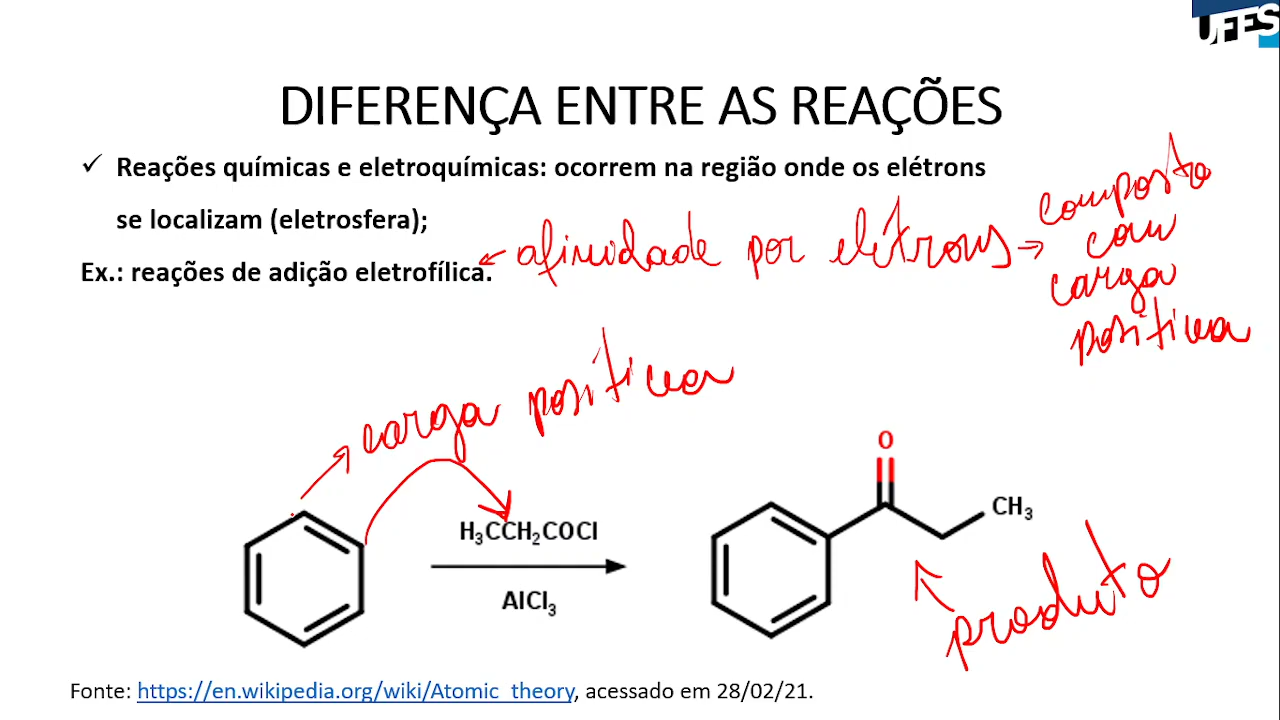 UFES
DIFERENÇA ENTRE AS REAÇÕES
✓ Reações químicas e eletroquímicas: ocorrem na região onde os elétrons
se localizam (eletrosfera);
Ex.: reações de adição eletrofílica.
← afinidade por elétrons →
composto
com
carga
positiva
carga positiva
O
CH₃
H₃CCH₂COCl
AlCl₃
produto
Fonte: https://en.wikipedia.org/wiki/Atomic_theory, acessado em 28/02/21.